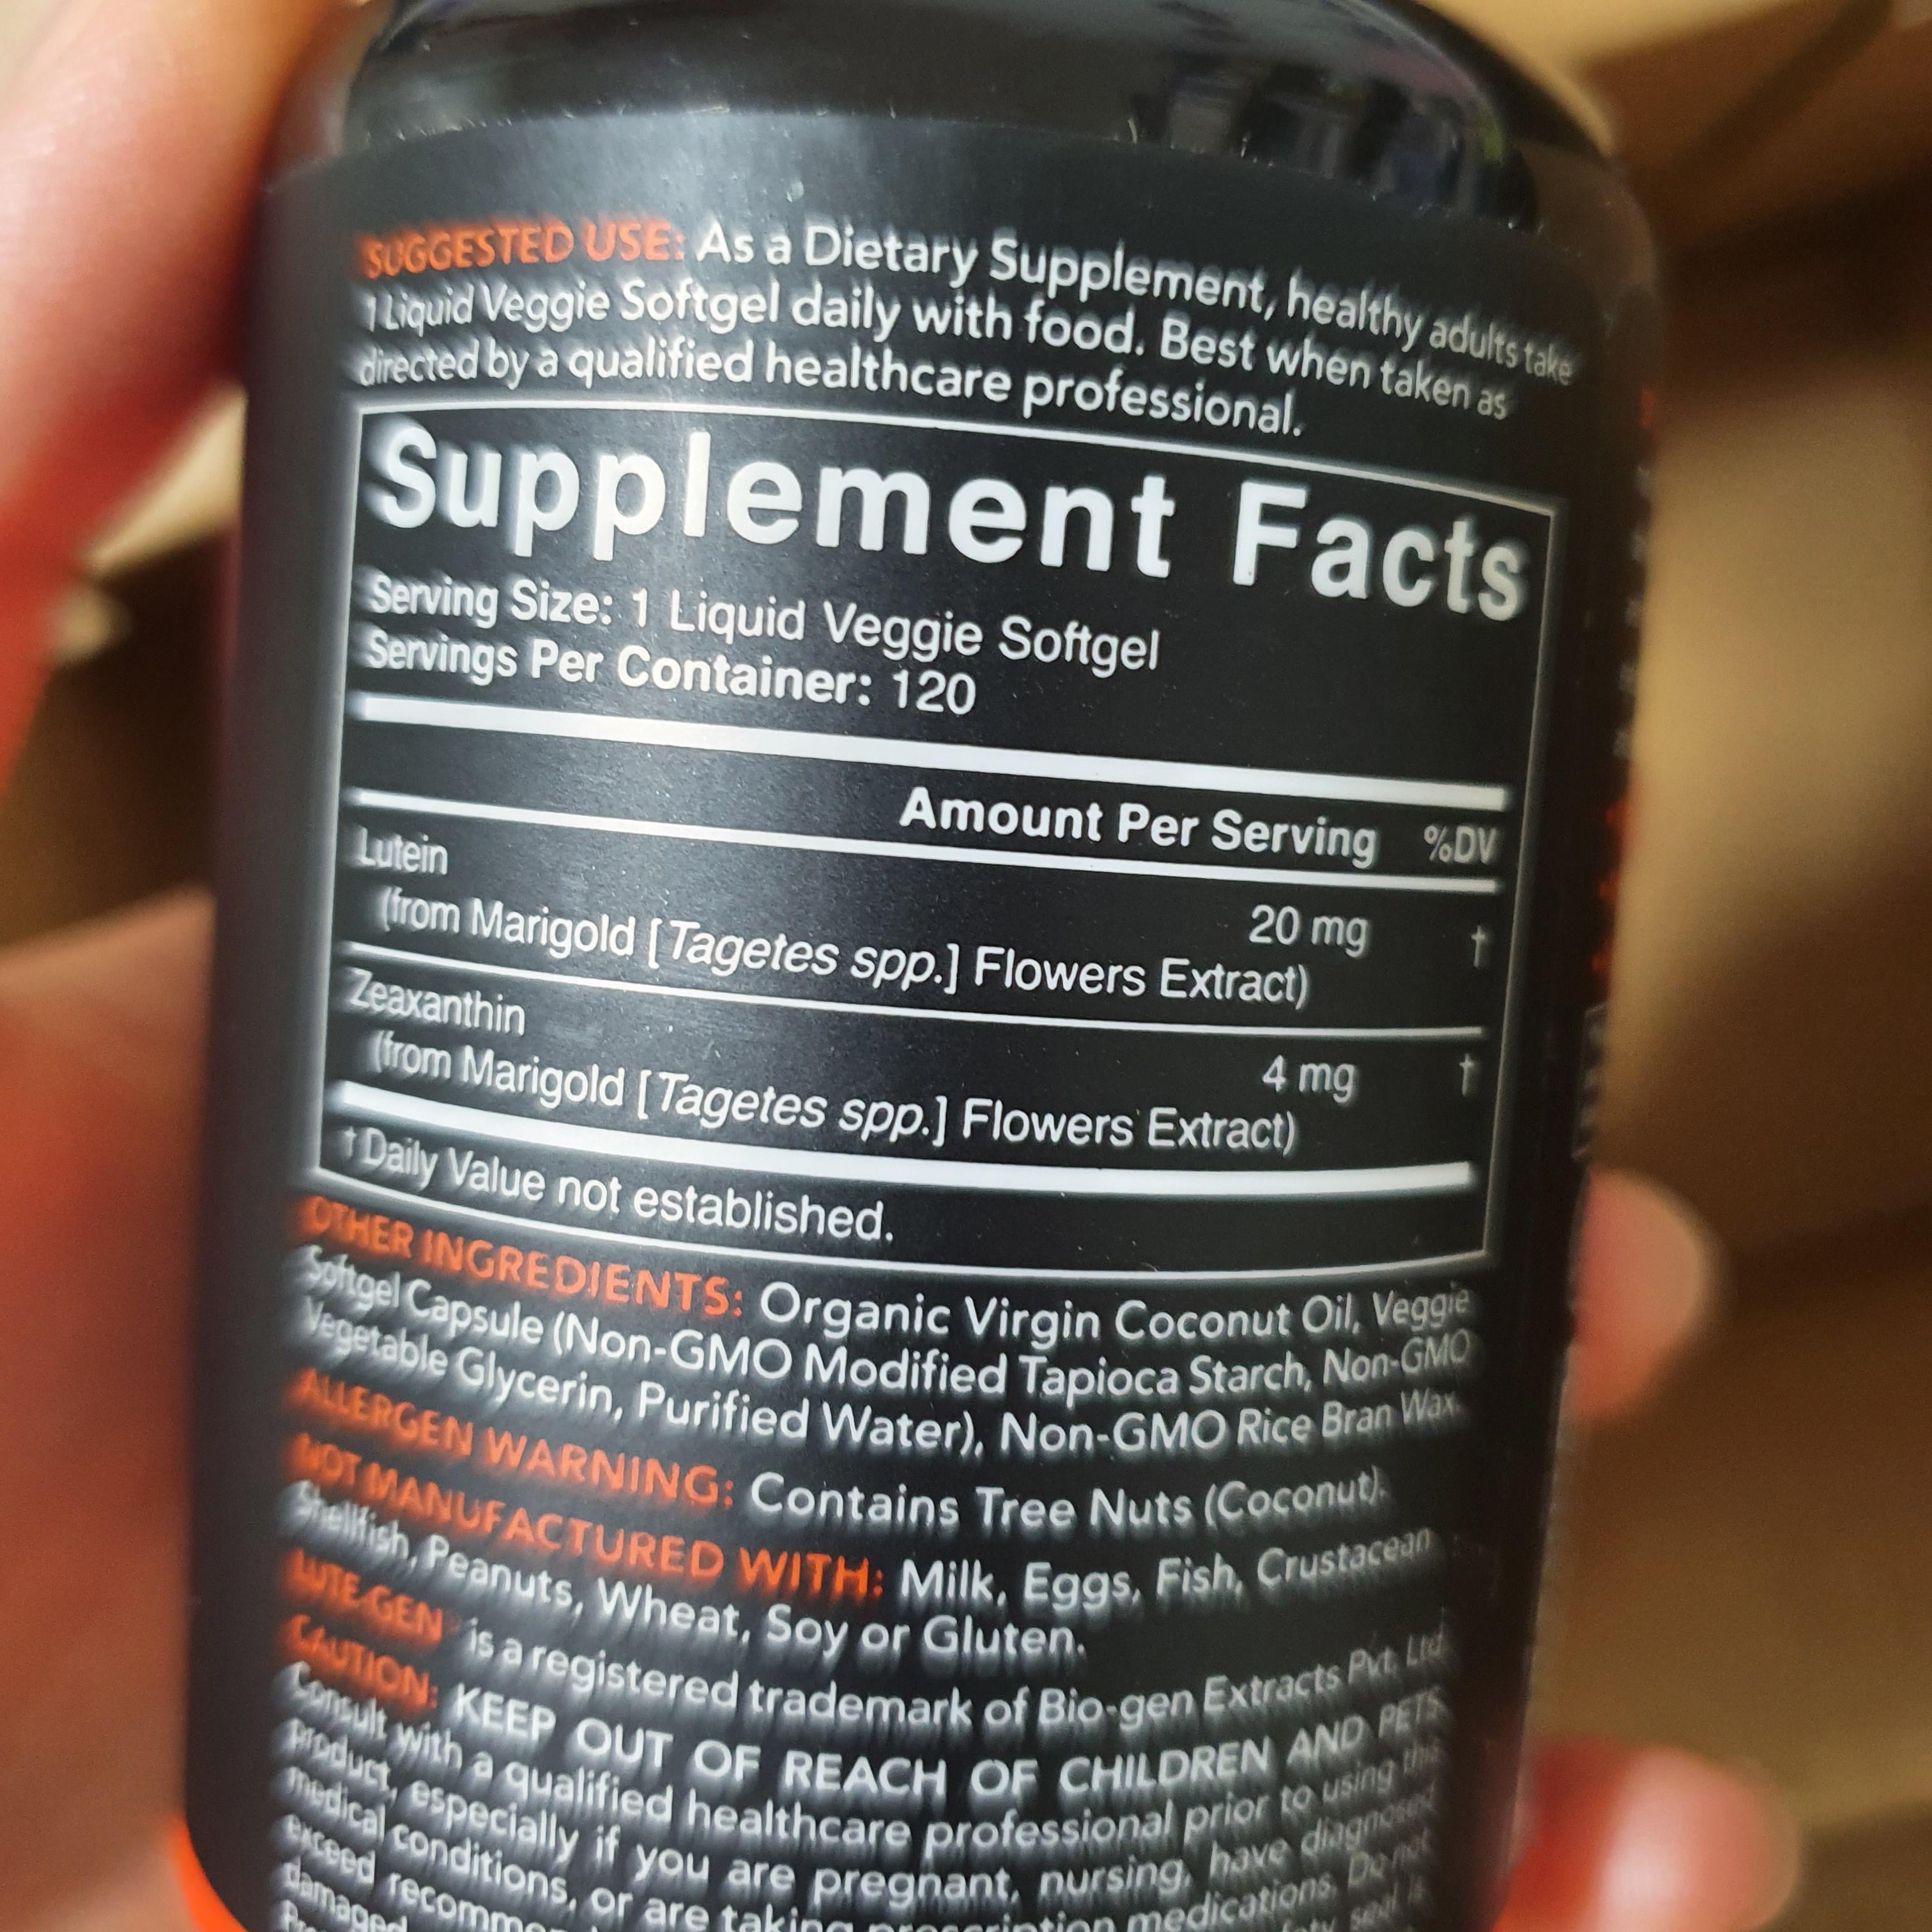 SUGGESTED USE: As a Dietary Supplement, healthy adults take
1 Liquid Veggie Softgel daily with food. Best when taken as
directed by a qualified healthcare professional.
Supplement Facts
Serving Size: 1 Liquid Veggie Softgel
Servings Per Container: 120
Amount Per Serving %DV
Lutein 20 mg †
(from Marigold [Tagetes spp.] Flowers Extract)
Zeaxanthin 4 mg †
(from Marigold [Tagetes spp.] Flowers Extract)
† Daily Value not established.
OTHER INGREDIENTS: Organic Virgin Coconut Oil, Veggie
Softgel Capsule (Non-GMO Modified Tapioca Starch, Non-GMO
Vegetable Glycerin, Purified Water), Non-GMO Rice Bran Wax.
ALLERGEN WARNING: Contains Tree Nuts (Coconut).
NOT MANUFACTURED WITH: Milk, Eggs, Fish, Crustacean
Shellfish, Peanuts, Wheat, Soy or Gluten.
LUTE-GEN is a registered trademark of Bio-gen Extracts Pvt. Ltd.
CAUTION: KEEP OUT OF REACH OF CHILDREN AND PETS.
Consult with a qualified healthcare professional prior to using this
product, especially if you are pregnant, nursing, have diagnosed
medical conditions, or are taking prescription medications. Do not
exceed seal is
damaged